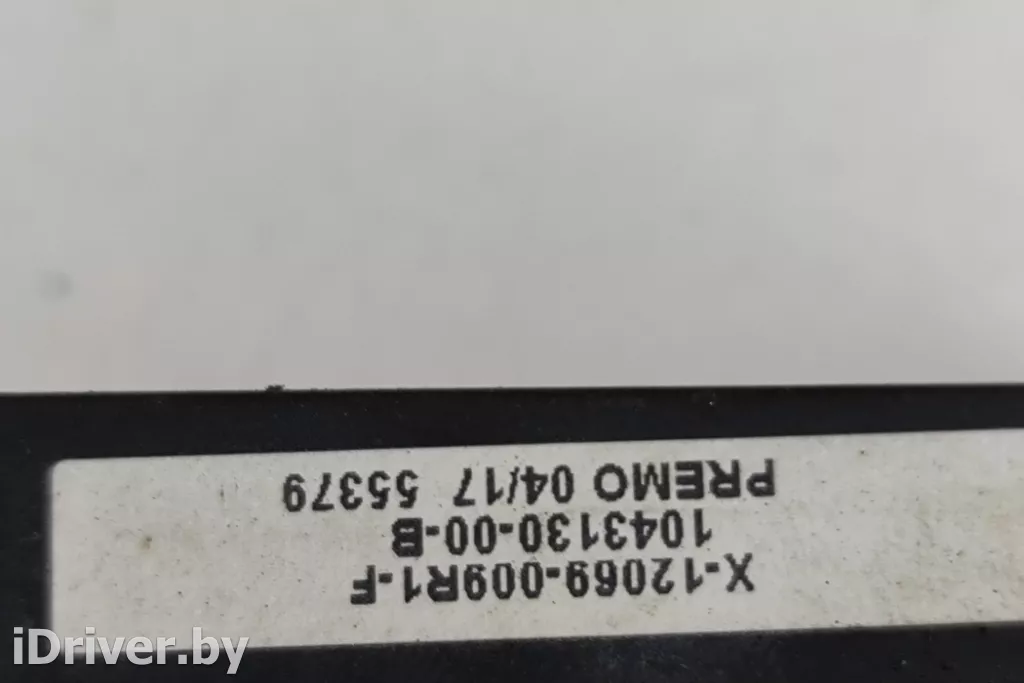 X-12069-009R1-F
1043130-00-B
PREMO 04/17 55379
iDriver.by